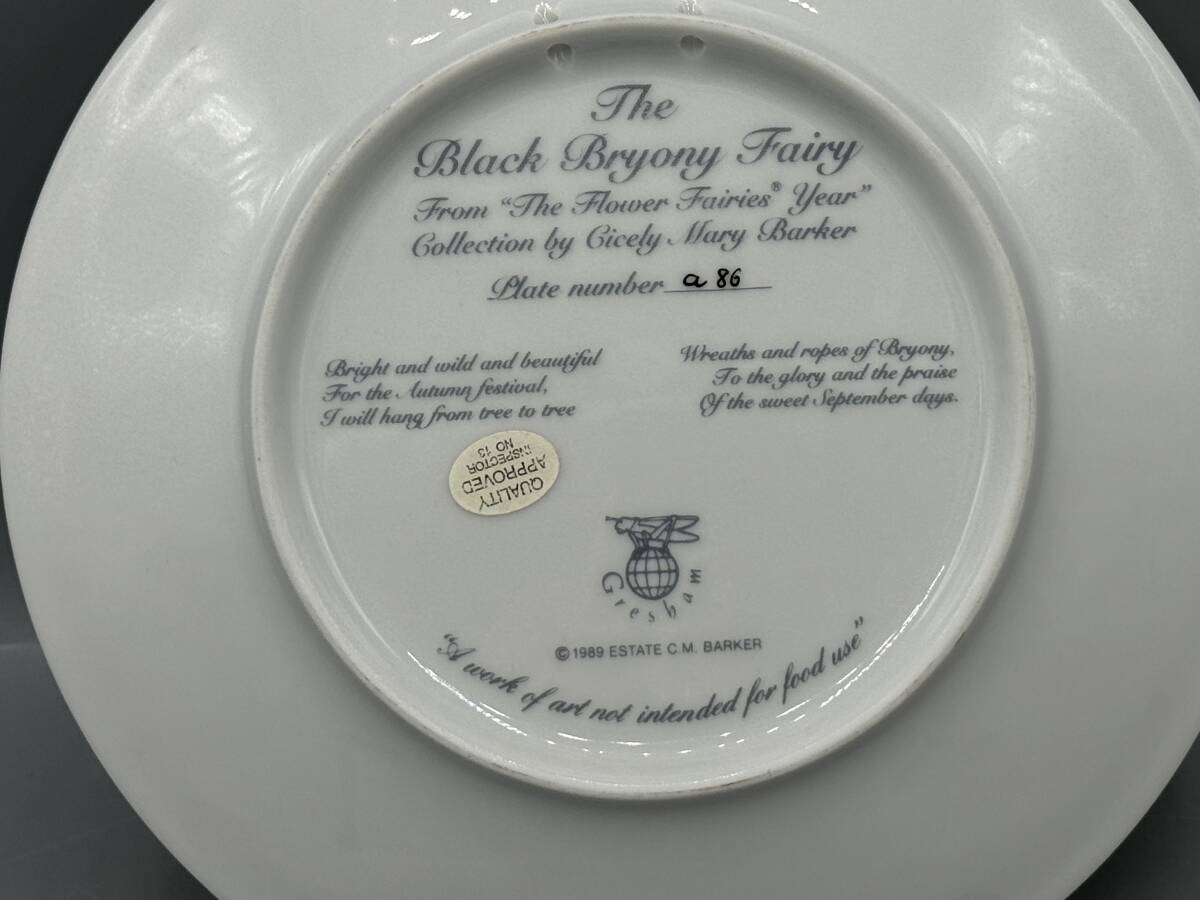 The
Black Bryony Fairy
From “The Flower Fairies® Year”
Collection by Cicely Mary Barker
Plate number a 86
Bright and wild and beautiful
For the Autumn festival,
I will hang from tree to tree
Wreaths and ropes of Bryony,
To the glory and the praise
Of the sweet September days.
QUALITY
APPROVED
INSPECTOR
NO 13
Gresham
© 1989 ESTATE C.M. BARKER
“A work of art not intended for food use”